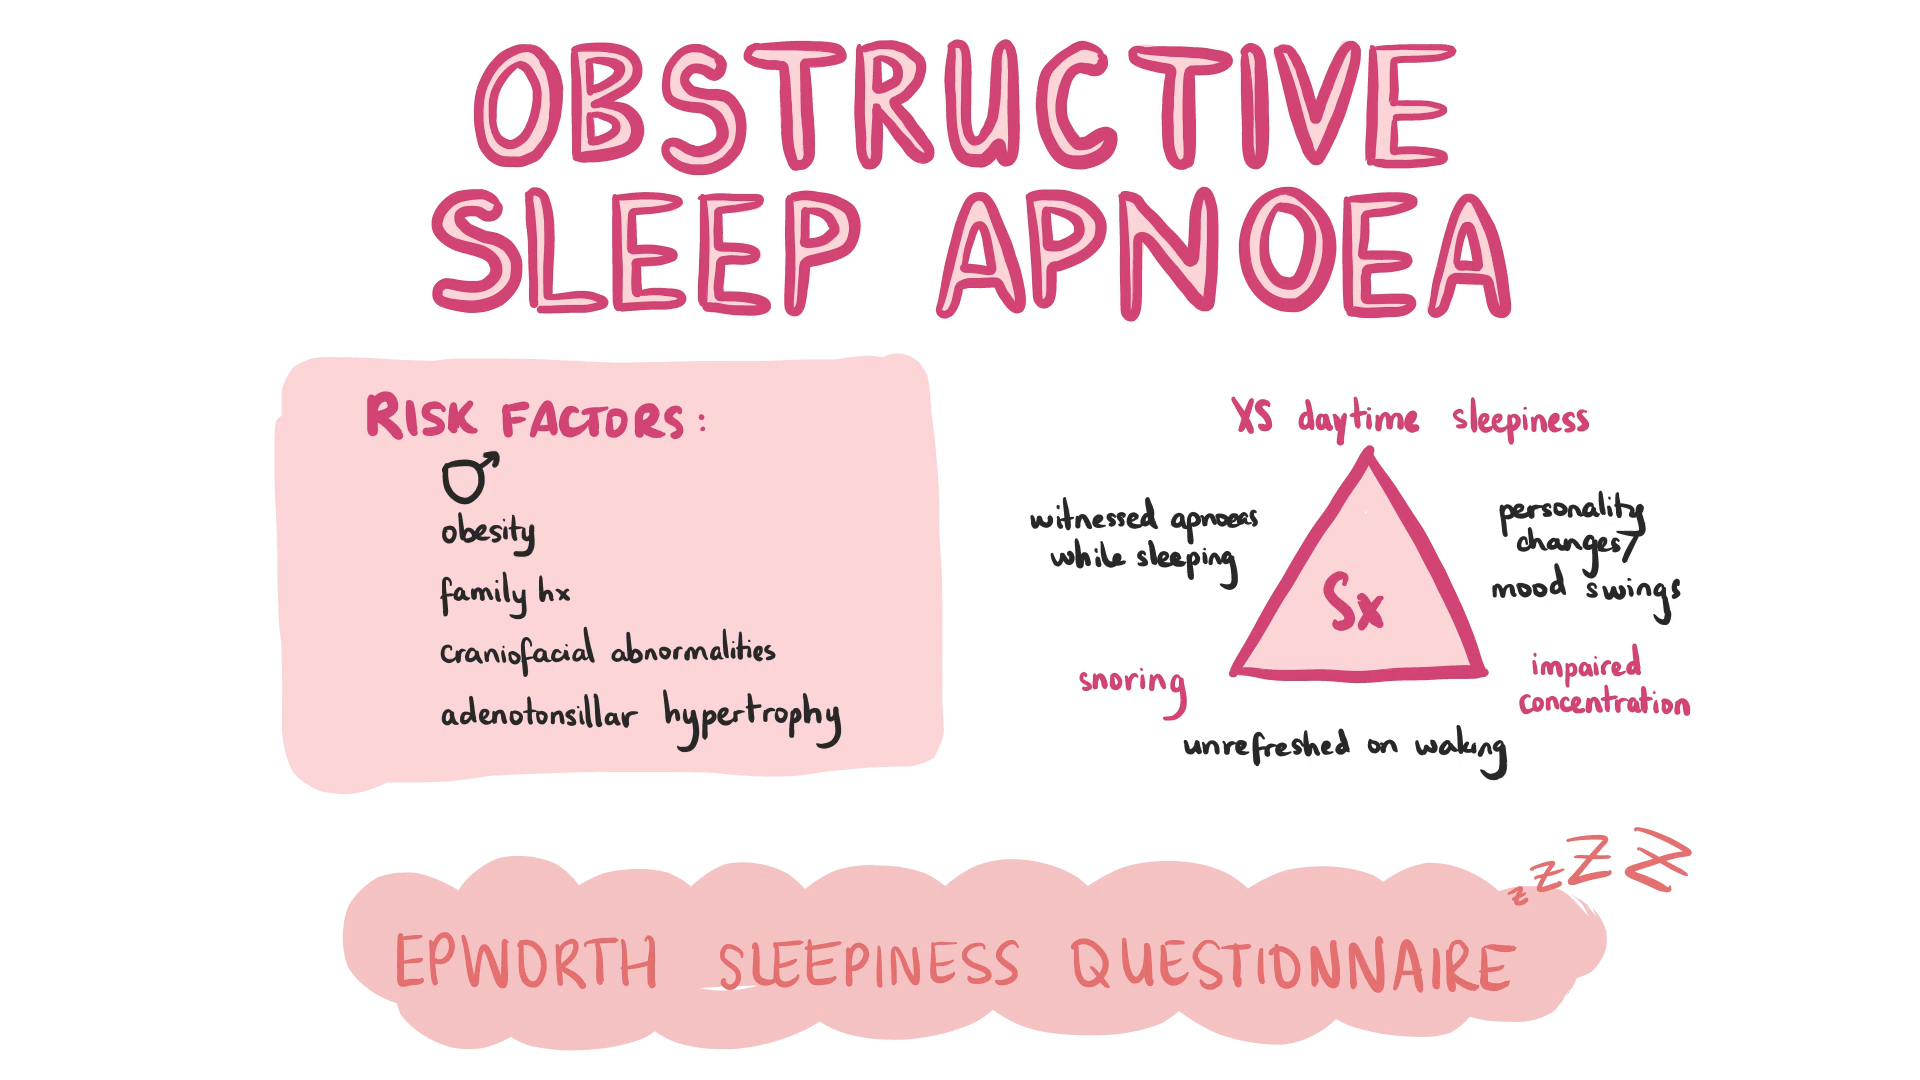 OBSTRUCTIVE
SLEEP APNOEA
RISK FACTORS:
♂
obesity
family hx
craniofacial abnormalities
adenotonsillar hypertrophy
XS daytime sleepiness
witnessed apnoeas
while sleeping
personality
changes/
mood swings
Sx
snoring
impaired
concentration
unrefreshed on waking
z z Z Z
EPWORTH SLEEPINESS QUESTIONNAIRE